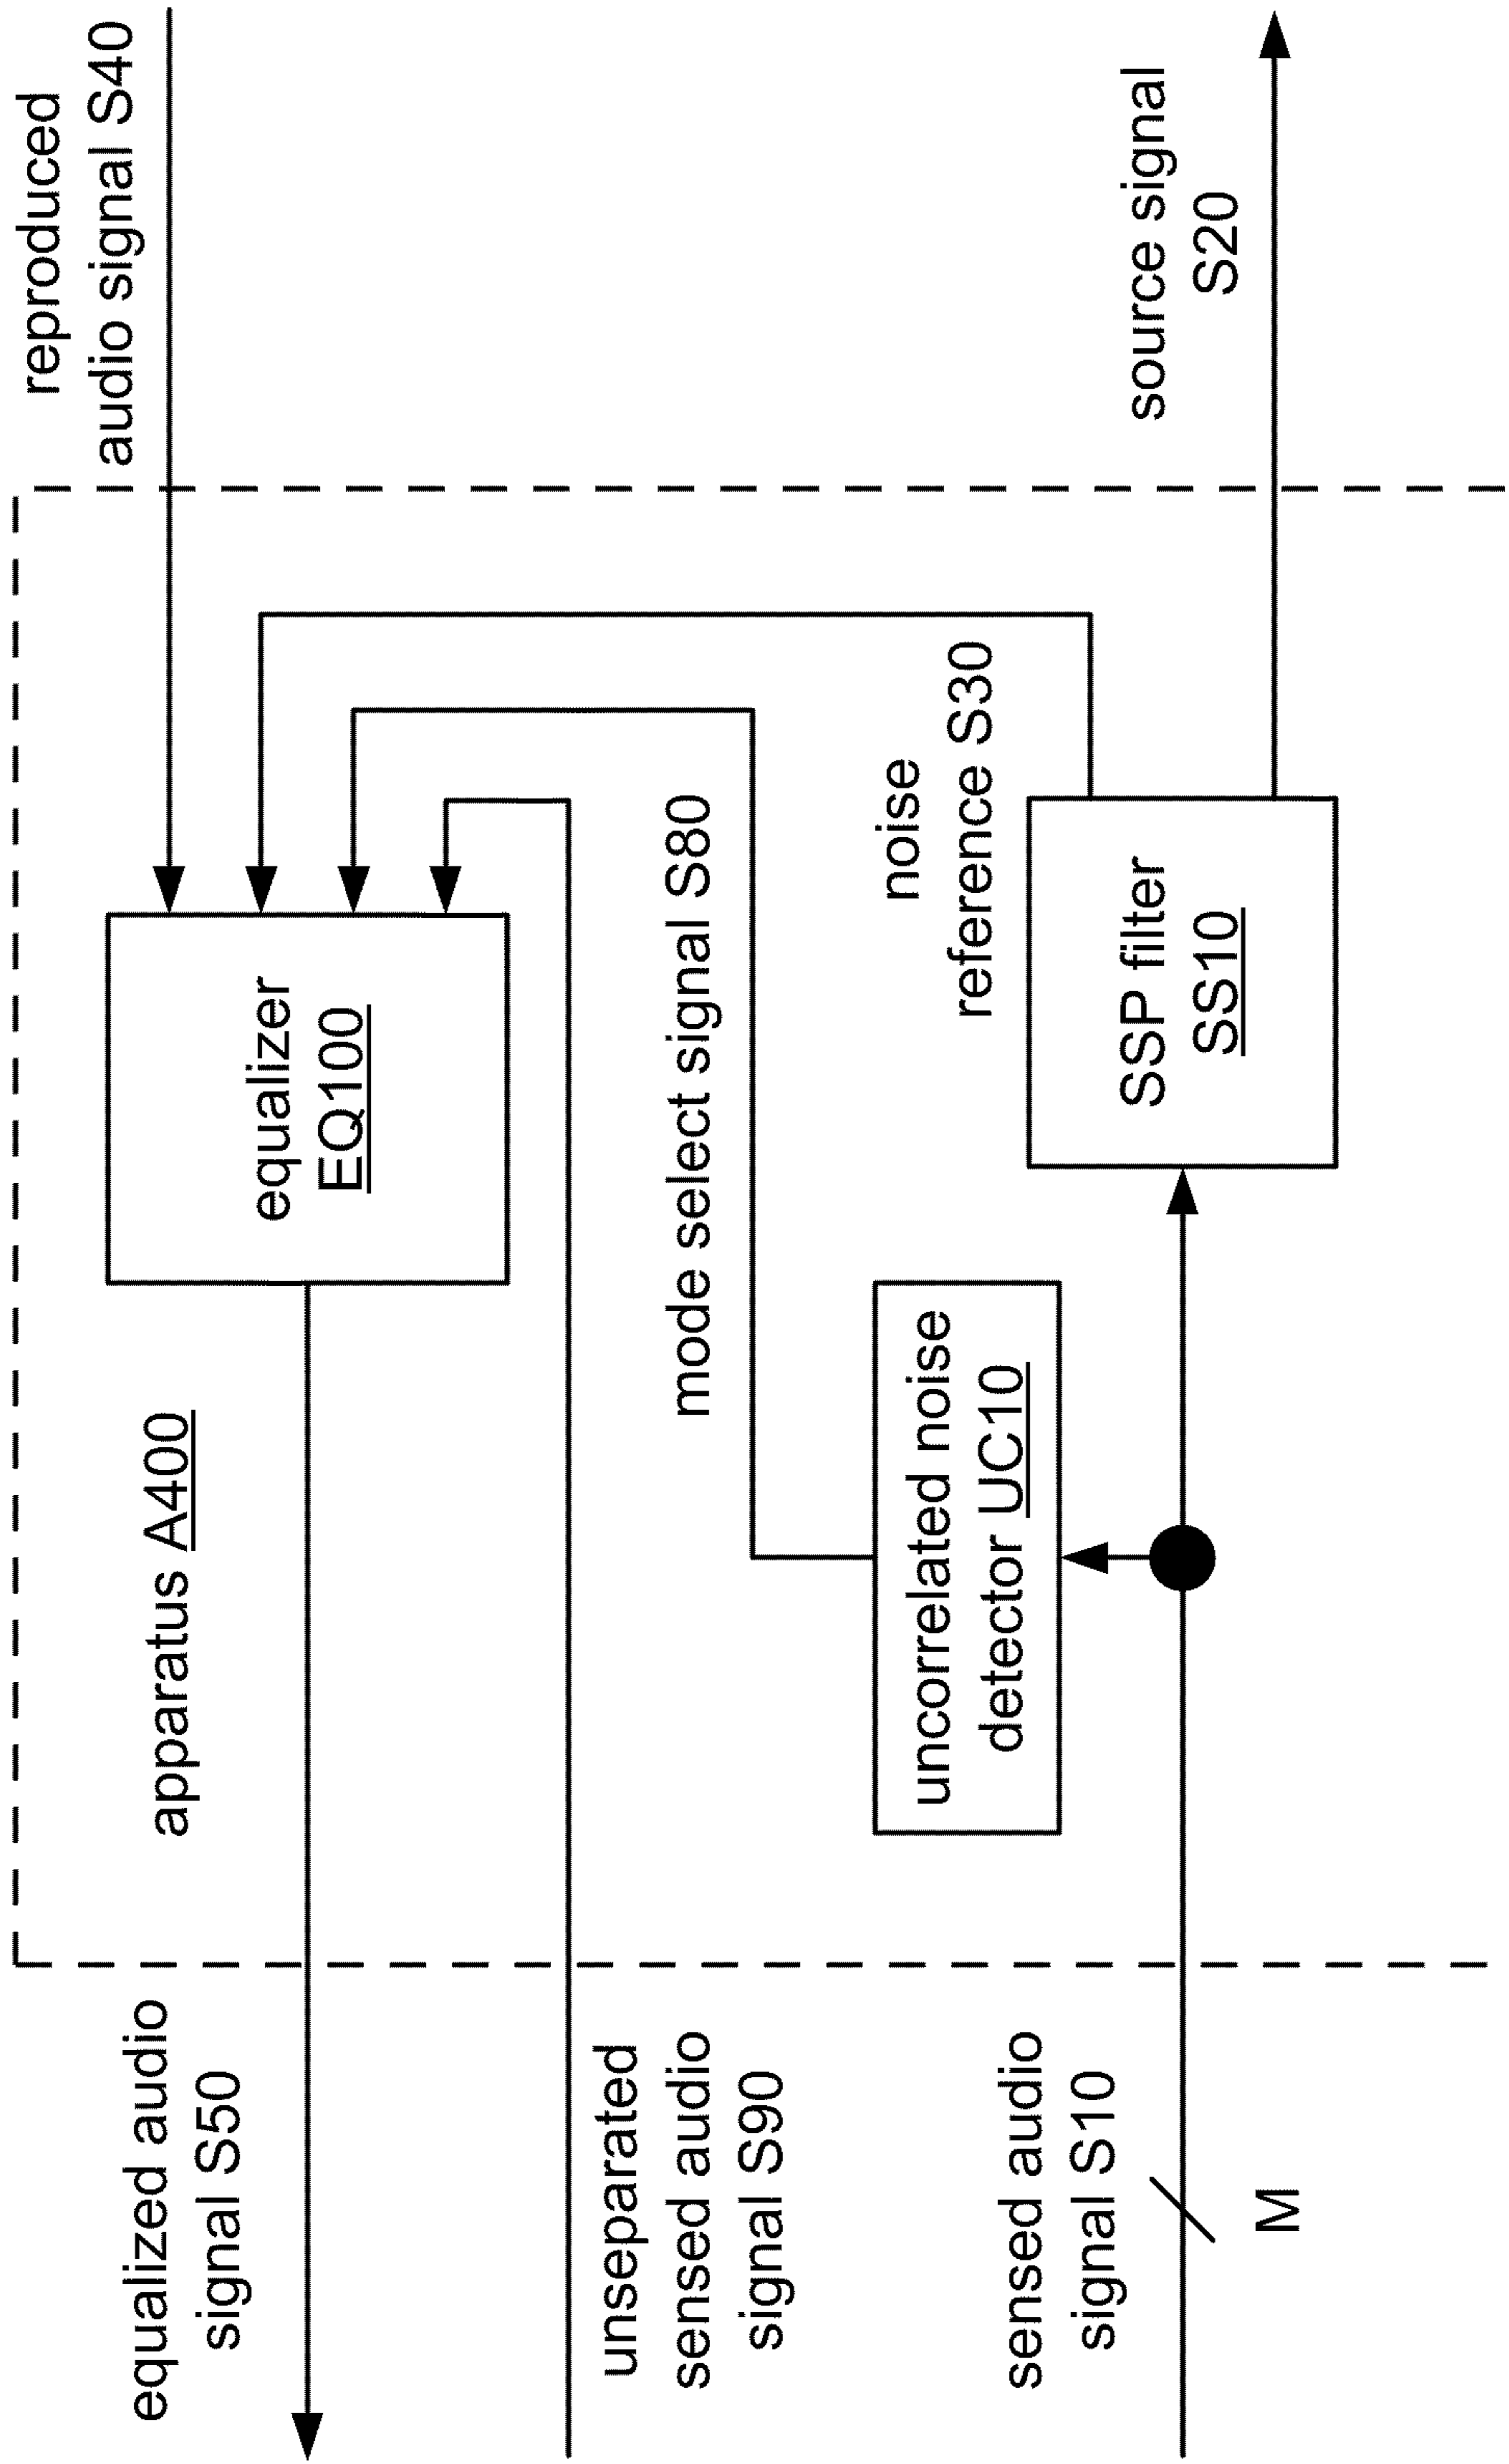 equalized audio
signal S50
apparatus A400
equalizer
EQ100
reproduced
audio signal S40
unseparated
sensed audio
signal S90
mode select signal S80
noise
reference S30
uncorrelated noise
detector UC10
sensed audio
signal S10
M
SSP filter
SS10
source signal
S20